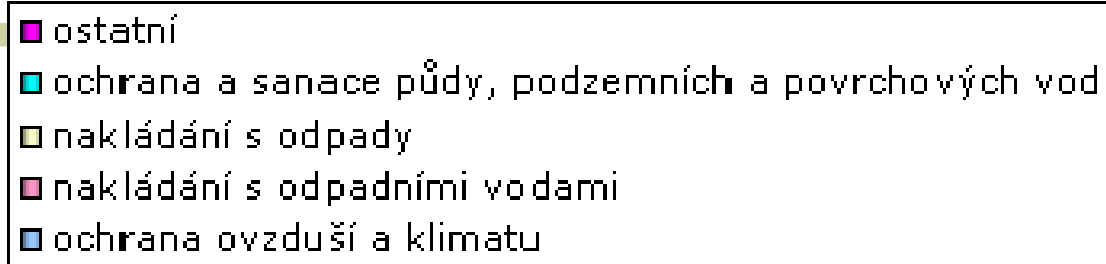 ostatní
ochrana a sanace půdy, podzemních a povrchových vod
nakládání s odpady
nakládání s odpadními vodami
ochrana ovzduší a klimatu